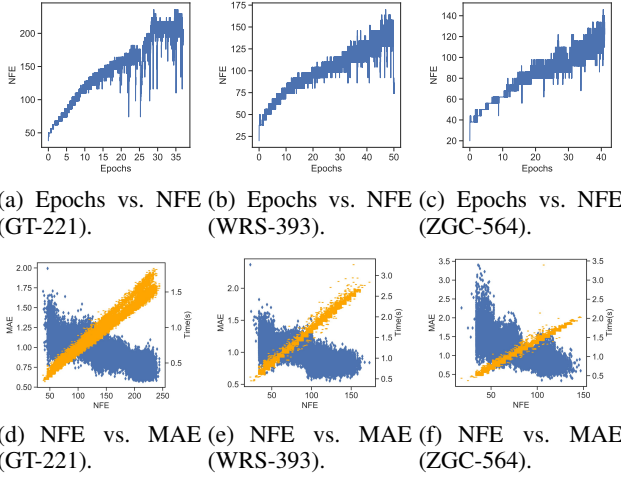 200
150
100
50
NFE
0 5 10 15 20 25 30 35
Epochs
175
150
125
100
75
50
25
NFE
0 10 20 30 40 50
Epochs
140
120
100
80
60
40
20
NFE
0 10 20 30 40
Epochs
(a) Epochs vs. NFE (b) Epochs vs. NFE (c) Epochs vs. NFE
(GT-221). (WRS-393). (ZGC-564).
2.00
1.75
1.50
1.25
1.00
0.75
0.50
MAE
50 100 150 200 250
NFE
1.5
1.0
0.5
Time(s)
2.0
1.5
1.0
0.5
MAE
50 100 150
NFE
3.0
2.5
2.0
1.5
1.0
0.5
Time(s)
3.5
3.0
2.5
2.0
1.5
1.0
0.5
MAE
50 100 150
NFE
3.5
3.0
2.5
2.0
1.5
1.0
0.5
Time(s)
(d) NFE vs. MAE (e) NFE vs. MAE (f) NFE vs. MAE
(GT-221). (WRS-393). (ZGC-564).